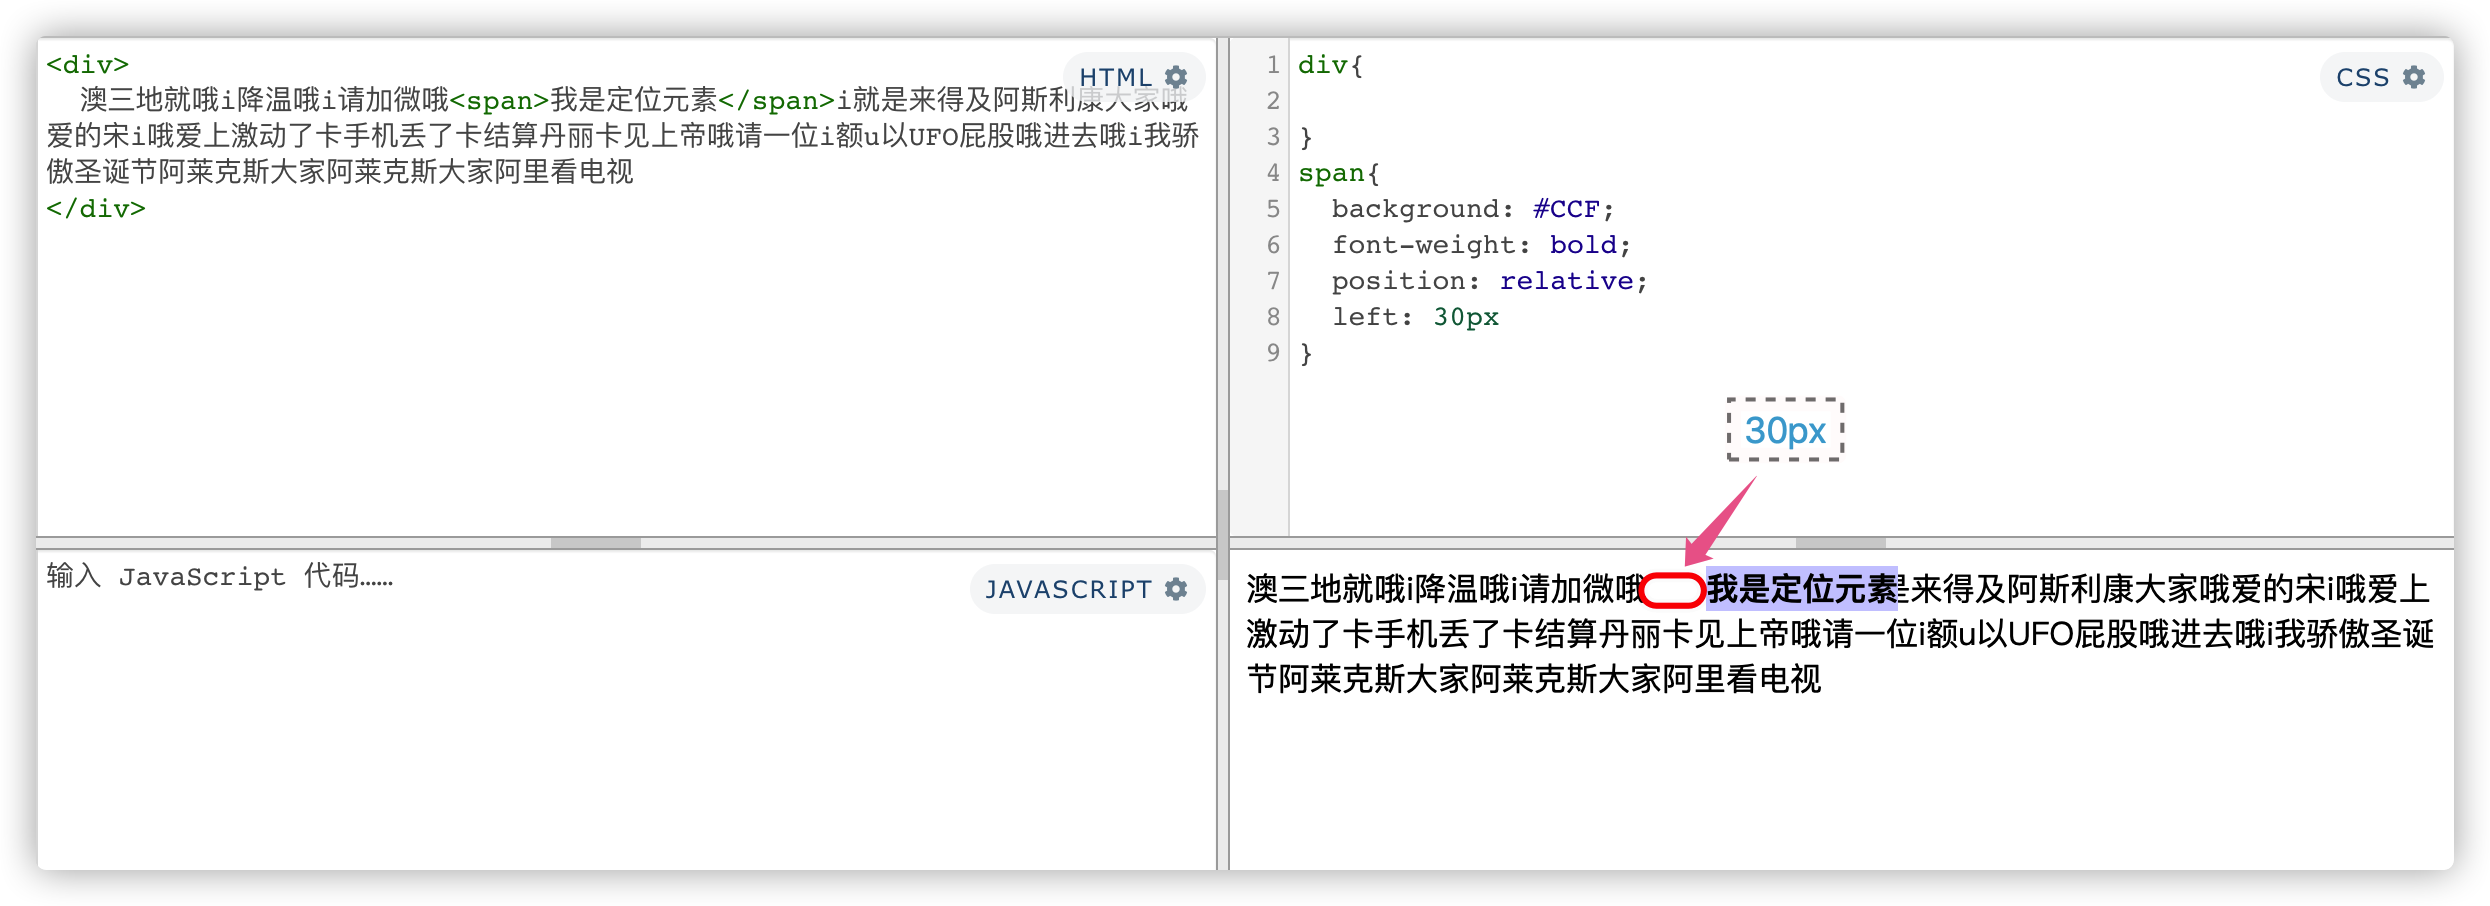 <div>
澳三地就哦i降温哦i请加微哦<span>我是定位元素</span>i就是来得及阿斯利康大家哦
爱的宋i哦爱上激动了卡手机丢了卡结算丹丽卡见上帝哦请一位i额u以UFO屁股哦进去哦i我骄
傲圣诞节阿莱克斯大家阿莱克斯大家阿里看电视
</div>
HTML
1 div{
2
3 }
4 span{
5 background: #CCF;
6 font-weight: bold;
7 position: relative;
8 left: 30px
9 }
CSS
30px
输入 JavaScript 代码……
JAVASCRIPT
澳三地就哦i降温哦i请加微哦 我是定位元素是来得及阿斯利康大家哦爱的宋i哦爱上
激动了卡手机丢了卡结算丹丽卡见上帝哦请一位i额u以UFO屁股哦进去哦i我骄傲圣诞
节阿莱克斯大家阿莱克斯大家阿里看电视